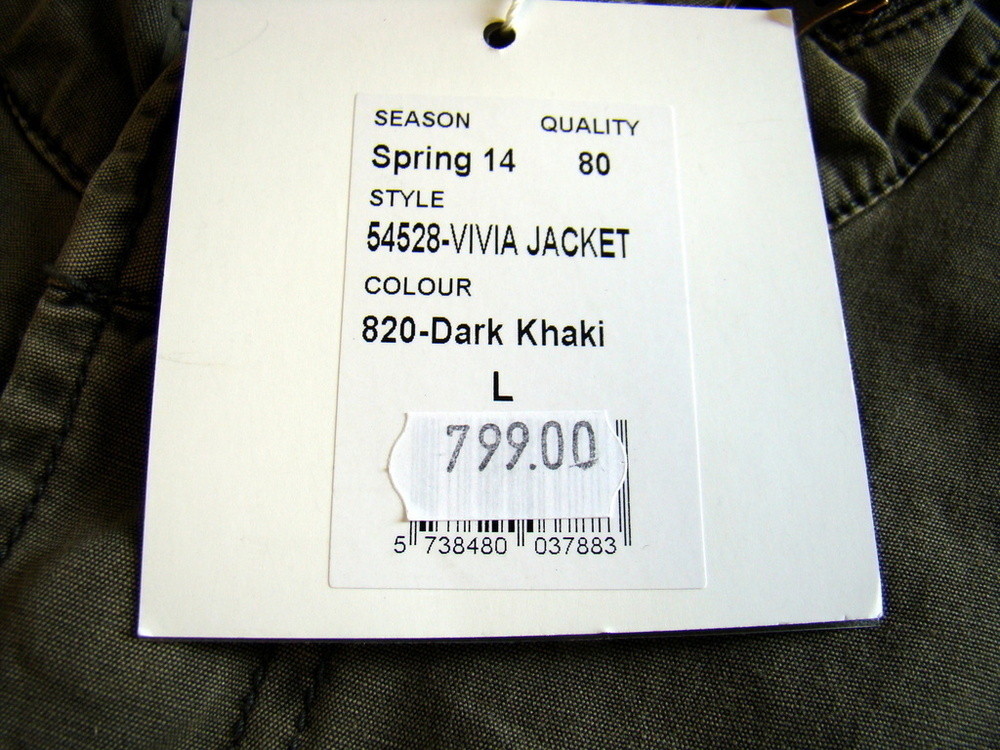 SEASON QUALITY
Spring 14 80
STYLE
54528-VIVIA JACKET
COLOUR
820-Dark Khaki
L
799.00
5 738480 037883